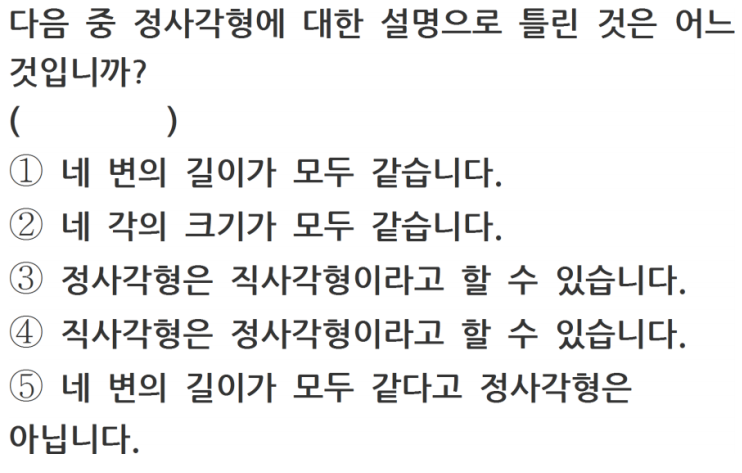 다음 중 정사각형에 대한 설명으로 틀린 것은 어느
것입니까?
(          )
① 네 변의 길이가 모두 같습니다.
② 네 각의 크기가 모두 같습니다.
③ 정사각형은 직사각형이라고 할 수 있습니다.
④ 직사각형은 정사각형이라고 할 수 있습니다.
⑤ 네 변의 길이가 모두 같다고 정사각형은
아닙니다.